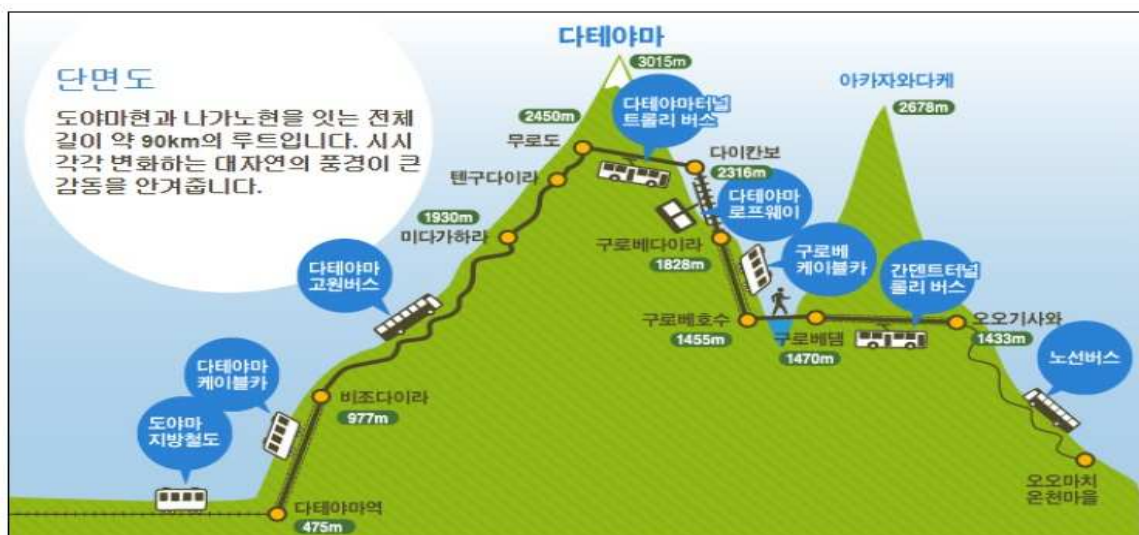 단면도
도야마현과 나가노현을 잇는 전체
길이 약 90km의 루트입니다. 시시
각각 변화하는 대자연의 풍경이 큰
감동을 안겨줍니다.
다테야마
3015m
아카자와다케
2678m
2450m
무로도
다테야마터널
트롤리 버스
다이칸보
2316m
텐구다이라
다테야마
로프웨이
1930m
미다가하라
구로베다이라
1828m
구로베
케이블카
간덴트터널
롤리 버스
다테야마
고원버스
구로베호수
1455m
구로베댐
1470m
오오기사와
1433m
노선버스
다테야마
케이블카
비조다이라
977m
도야마
지방철도
오오마치
온천마을
다테야마역
475m